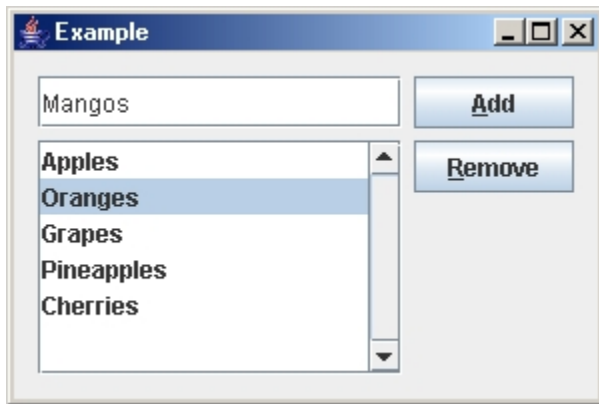 Example
Mangos
Add
Apples
Remove
Oranges
Grapes
Pineapples
Cherries